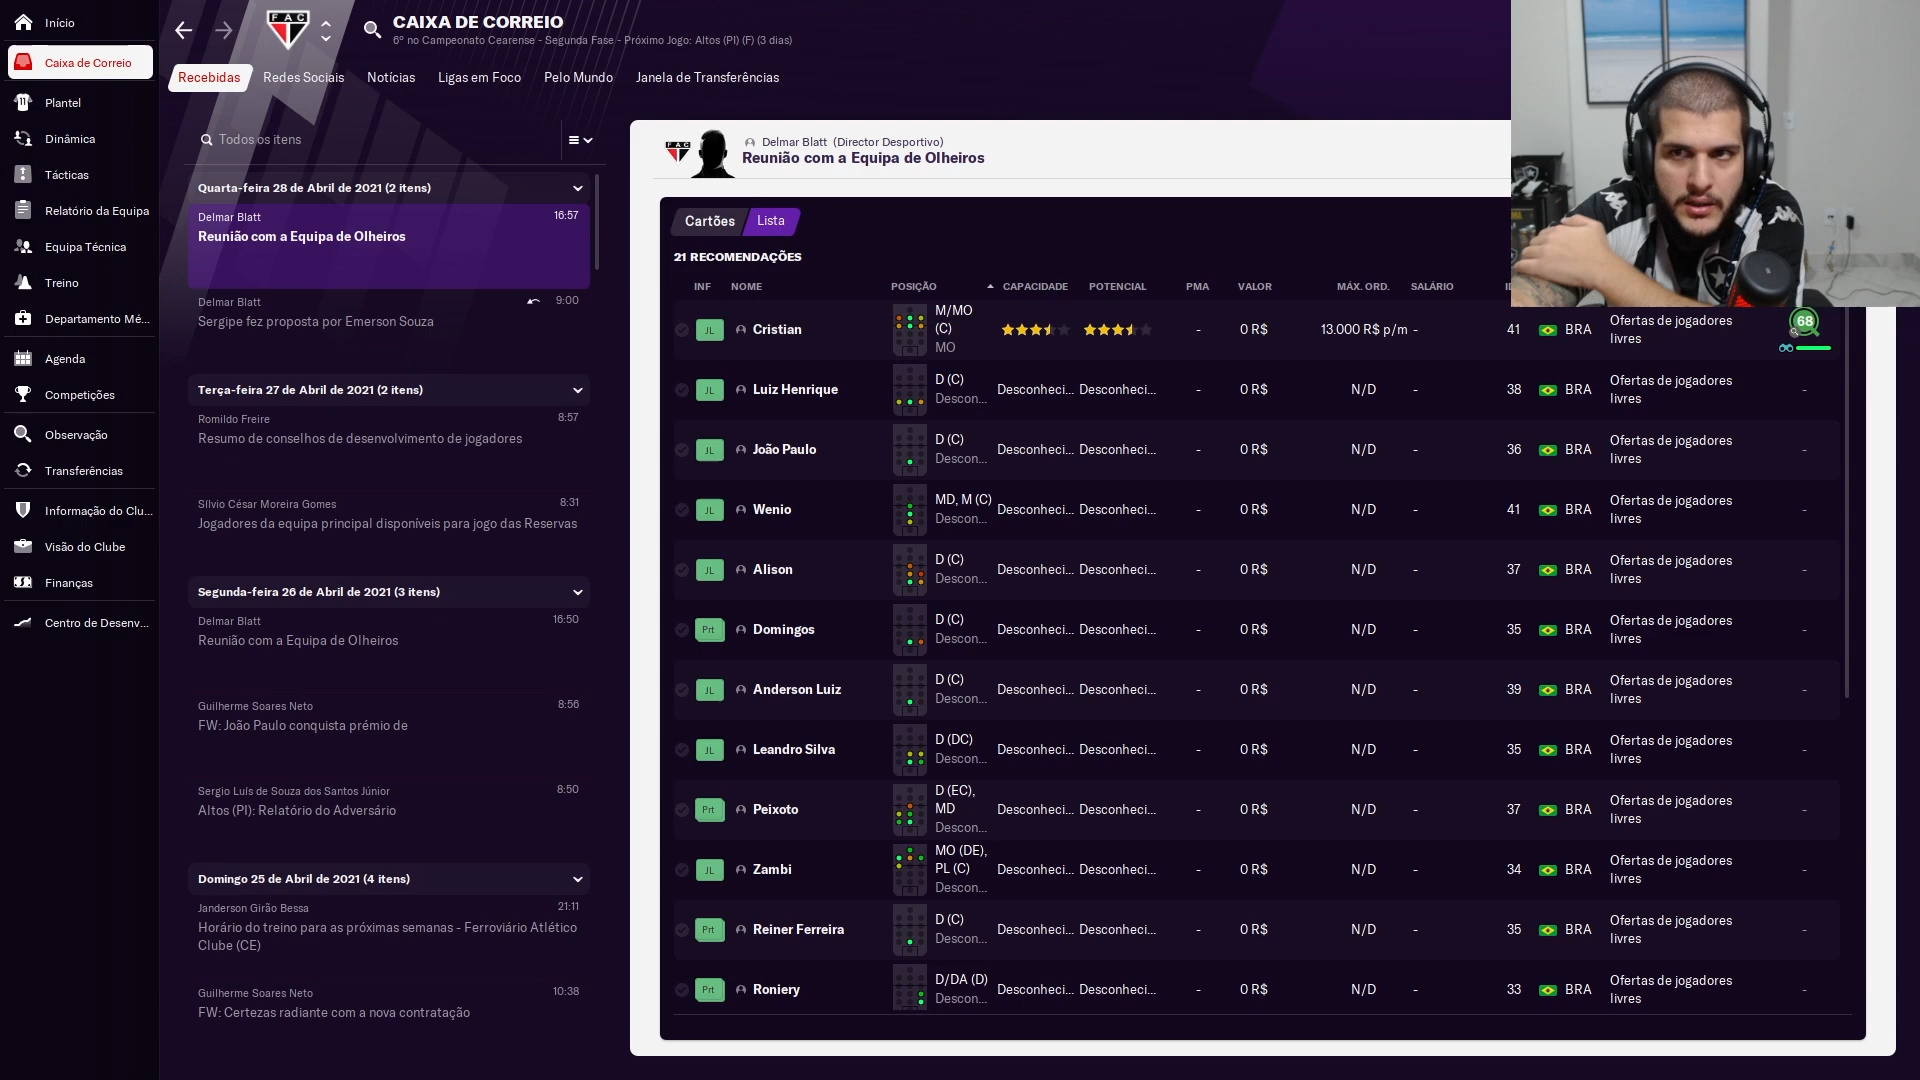 Início
Caixa de Correio
Plantel
Dinâmica
Tácticas
Relatório da Equipa
Equipa Técnica
Treino
Departamento Mé...
Agenda
Competições
Observação
Transferências
Informação do Clu...
Visão do Clube
Finanças
Centro de Desenv...
FAC
CAIXA DE CORREIO
6º no Campeonato Cearense - Segunda Fase - Próximo Jogo: Altos (PI) (F) (3 dias)
Recebidas Redes Sociais Notícias Ligas em Foco Pelo Mundo Janela de Transferências
Todos os itens
Quarta-feira 28 de Abril de 2021 (2 itens)
Delmar Blatt 16:57
Reunião com a Equipa de Olheiros
Delmar Blatt 9:00
Sergipe fez proposta por Emerson Souza
Terça-feira 27 de Abril de 2021 (2 itens)
Romildo Freire 8:57
Resumo de conselhos de desenvolvimento de jogadores
Sílvio César Moreira Gomes 8:31
Jogadores da equipa principal disponíveis para jogo das Reservas
Segunda-feira 26 de Abril de 2021 (3 itens)
Delmar Blatt 16:50
Reunião com a Equipa de Olheiros
Guilherme Soares Neto 8:56
FW: João Paulo conquista prémio de
Sergio Luís de Souza dos Santos Júnior 8:50
Altos (PI): Relatório do Adversário
Domingo 25 de Abril de 2021 (4 itens)
Janderson Girão Bessa 21:11
Horário do treino para as próximas semanas - Ferroviário Atlético
Clube (CE)
Guilherme Soares Neto 10:38
FW: Certezas radiante com a nova contratação
FAC
Delmar Blatt (Director Desportivo)
Reunião com a Equipa de Olheiros
Cartões Lista
21 RECOMENDAÇÕES
INF NOME POSIÇÃO CAPACIDADE POTENCIAL PMA VALOR MÁX. ORD. SALÁRIO
JL Cristian M/MO (C) MO - 0 R$ 13.000 R$ p/m - 41 BRA Ofertas de jogadores livres 68
JL Luiz Henrique D (C) Descon... Desconheci... Desconheci... - 0 R$ N/D - 38 BRA Ofertas de jogadores livres -
JL João Paulo D (C) Descon... Desconheci... Desconheci... - 0 R$ N/D - 36 BRA Ofertas de jogadores livres -
JL Wenio MD, M (C) Descon... Desconheci... Desconheci... - 0 R$ N/D - 41 BRA Ofertas de jogadores livres -
JL Alison D (C) Descon... Desconheci... Desconheci... - 0 R$ N/D - 37 BRA Ofertas de jogadores livres -
Prt Domingos D (C) Descon... Desconheci... Desconheci... - 0 R$ N/D - 35 BRA Ofertas de jogadores livres -
JL Anderson Luiz D (C) Descon... Desconheci... Desconheci... - 0 R$ N/D - 39 BRA Ofertas de jogadores livres -
JL Leandro Silva D (DC) Descon... Desconheci... Desconheci... - 0 R$ N/D - 35 BRA Ofertas de jogadores livres -
Prt Peixoto D (EC), MD Descon... Desconheci... Desconheci... - 0 R$ N/D - 37 BRA Ofertas de jogadores livres -
JL Zambi MO (DE), PL (C) Descon... Desconheci... Desconheci... - 0 R$ N/D - 34 BRA Ofertas de jogadores livres -
Prt Reiner Ferreira D (C) Descon... Desconheci... Desconheci... - 0 R$ N/D - 35 BRA Ofertas de jogadores livres -
Prt Roniery D/DA (D) Descon... Desconheci... Desconheci... - 0 R$ N/D - 33 BRA Ofertas de jogadores livres -